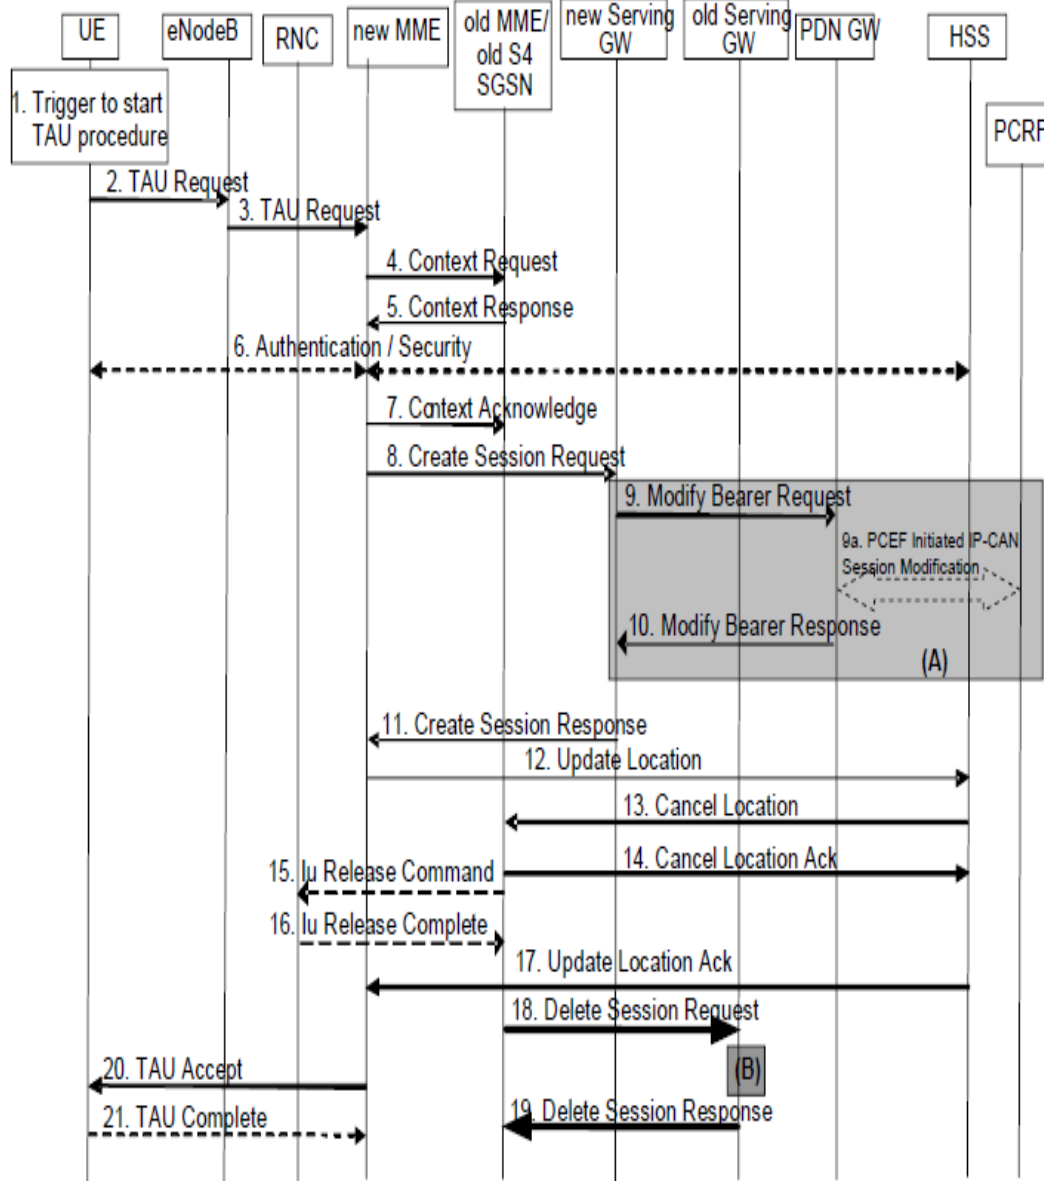 UE
eNodeB
RNC
new MME
old MME/
old S4
SGSN
new Serving
GW
old Serving
GW
PDN GW
HSS
PCRF
1. Trigger to start
TAU procedure
2. TAU Request
3. TAU Request
4. Context Request
5. Context Response
6. Authentication / Security
7. Context Acknowledge
8. Create Session Request
9. Modify Bearer Request
9a. PCEF Initiated IP-CAN
Session Modification
10. Modify Bearer Response
(A)
11. Create Session Response
12. Update Location
13. Cancel Location
14. Cancel Location Ack
15. Iu Release Command
16. Iu Release Complete
17. Update Location Ack
18. Delete Session Request
(B)
20. TAU Accept
19. Delete Session Response
21. TAU Complete